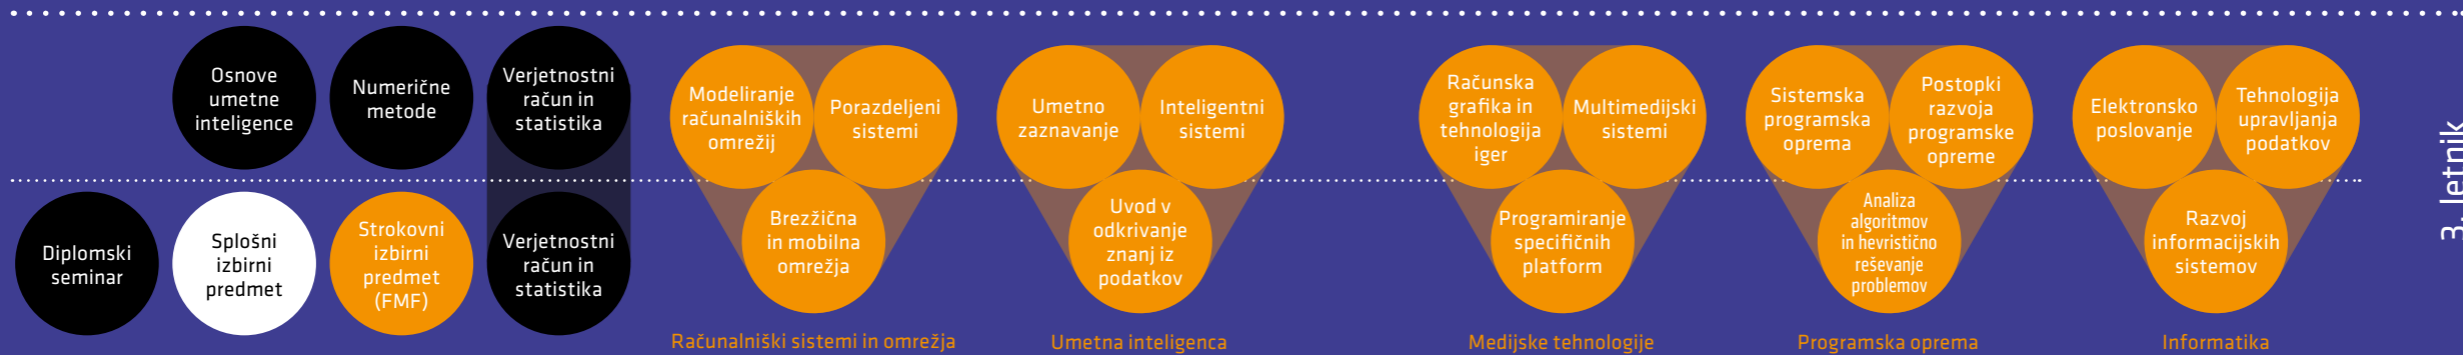 Osnove
umetne
inteligence
Numerične
metode
Verjetnostni
račun in
statistika
Modeliranje
računalniških
omrežij
Porazdeljeni
sistemi
Umetno
zaznavanje
Inteligentni
sistemi
Računska
grafika in
tehnologija
iger
Multimedijski
sistemi
Sistemska
programska
oprema
Postopki
razvoja
programske
opreme
Elektronsko
poslovanje
Tehnologija
upravljanja
podatkov
3. letnik
Diplomski
seminar
Splošni
izbirni
predmet
Strokovni
izbirni
predmet
(FMF)
Verjetnostni
račun in
statistika
Brezžična
in mobilna
omrežja
Uvod v
odkrivanje
znanj iz
podatkov
Programiranje
specifičnih
platform
Analiza
algoritmov
in hevristično
reševanje
problemov
Razvoj
informacijskih
sistemov
Računalniški sistemi in omrežja
Umetna inteligenca
Medijske tehnologije
Programska oprema
Informatika